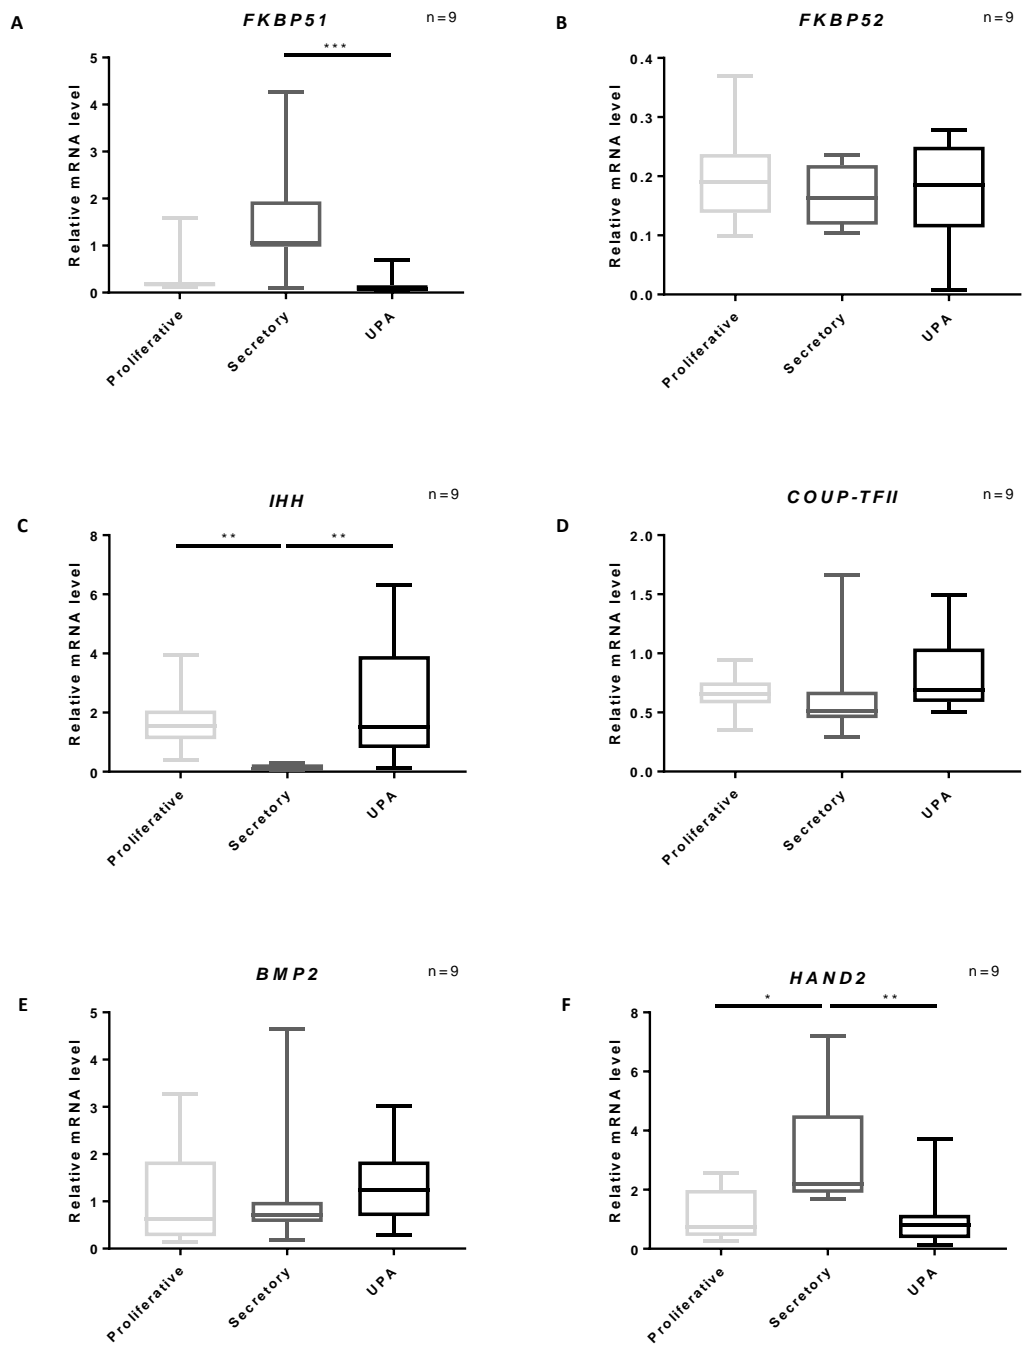 A
FKBP51
n=9
***
5
4
3
2
1
0
Relative mRNA level
Proliferative
Secretory
UPA
B
FKBP52
n=9
0.4
0.3
0.2
0.1
0.0
Relative mRNA level
Proliferative
Secretory
UPA
C
IHH
n=9
**
**
8
6
4
2
0
Relative mRNA level
Proliferative
Secretory
UPA
D
COUP-TFII
n=9
2.0
1.5
1.0
0.5
0.0
Relative mRNA level
Proliferative
Secretory
UPA
E
BMP2
n=9
5
4
3
2
1
0
Relative mRNA level
Proliferative
Secretory
UPA
F
HAND2
n=9
*
**
8
6
4
2
0
Relative mRNA level
Proliferative
Secretory
UPA